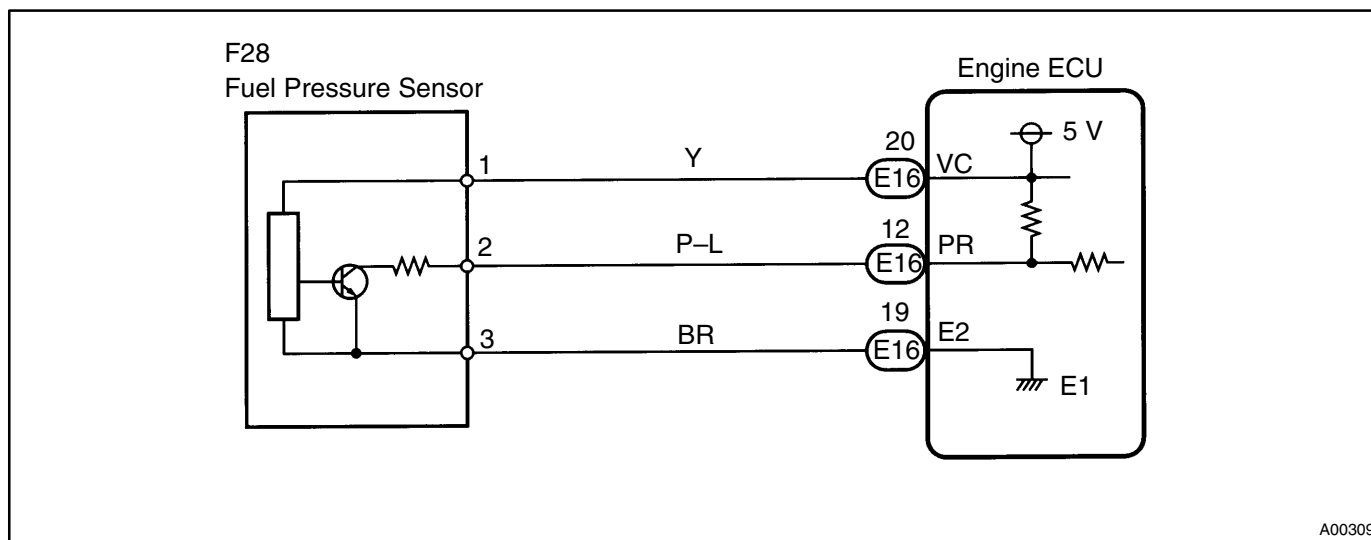 F28
Fuel Pressure Sensor
Engine ECU
5 V
1
Y
20
E16
VC
2
P–L
12
E16
PR
3
BR
19
E16
E2
E1
A00309